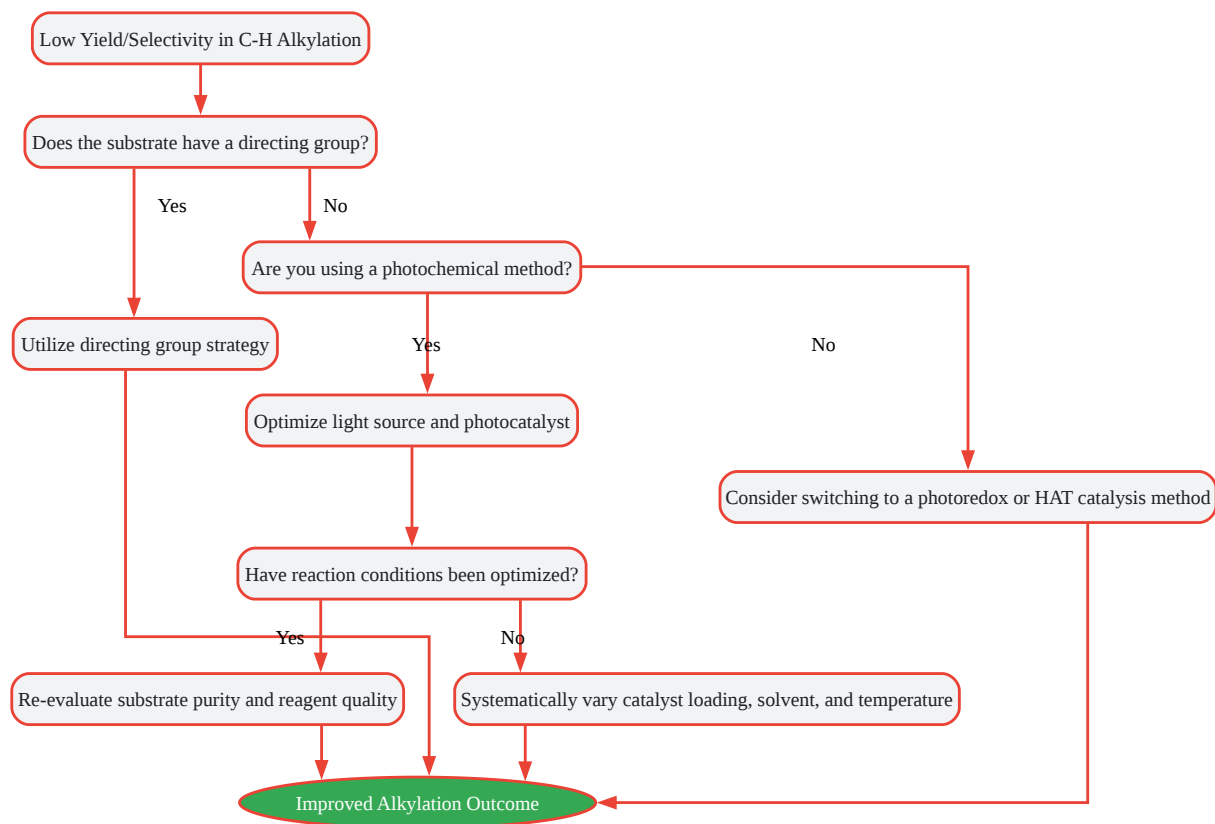 Low Yield/Selectivity in C-H Alkylation
Does the substrate have a directing group?
Yes
No
Are you using a photochemical method?
Utilize directing group strategy
Yes
No
Optimize light source and photocatalyst
Consider switching to a photoredox or HAT catalysis method
Have reaction conditions been optimized?
Yes
No
Re-evaluate substrate purity and reagent quality
Systematically vary catalyst loading, solvent, and temperature
Improved Alkylation Outcome